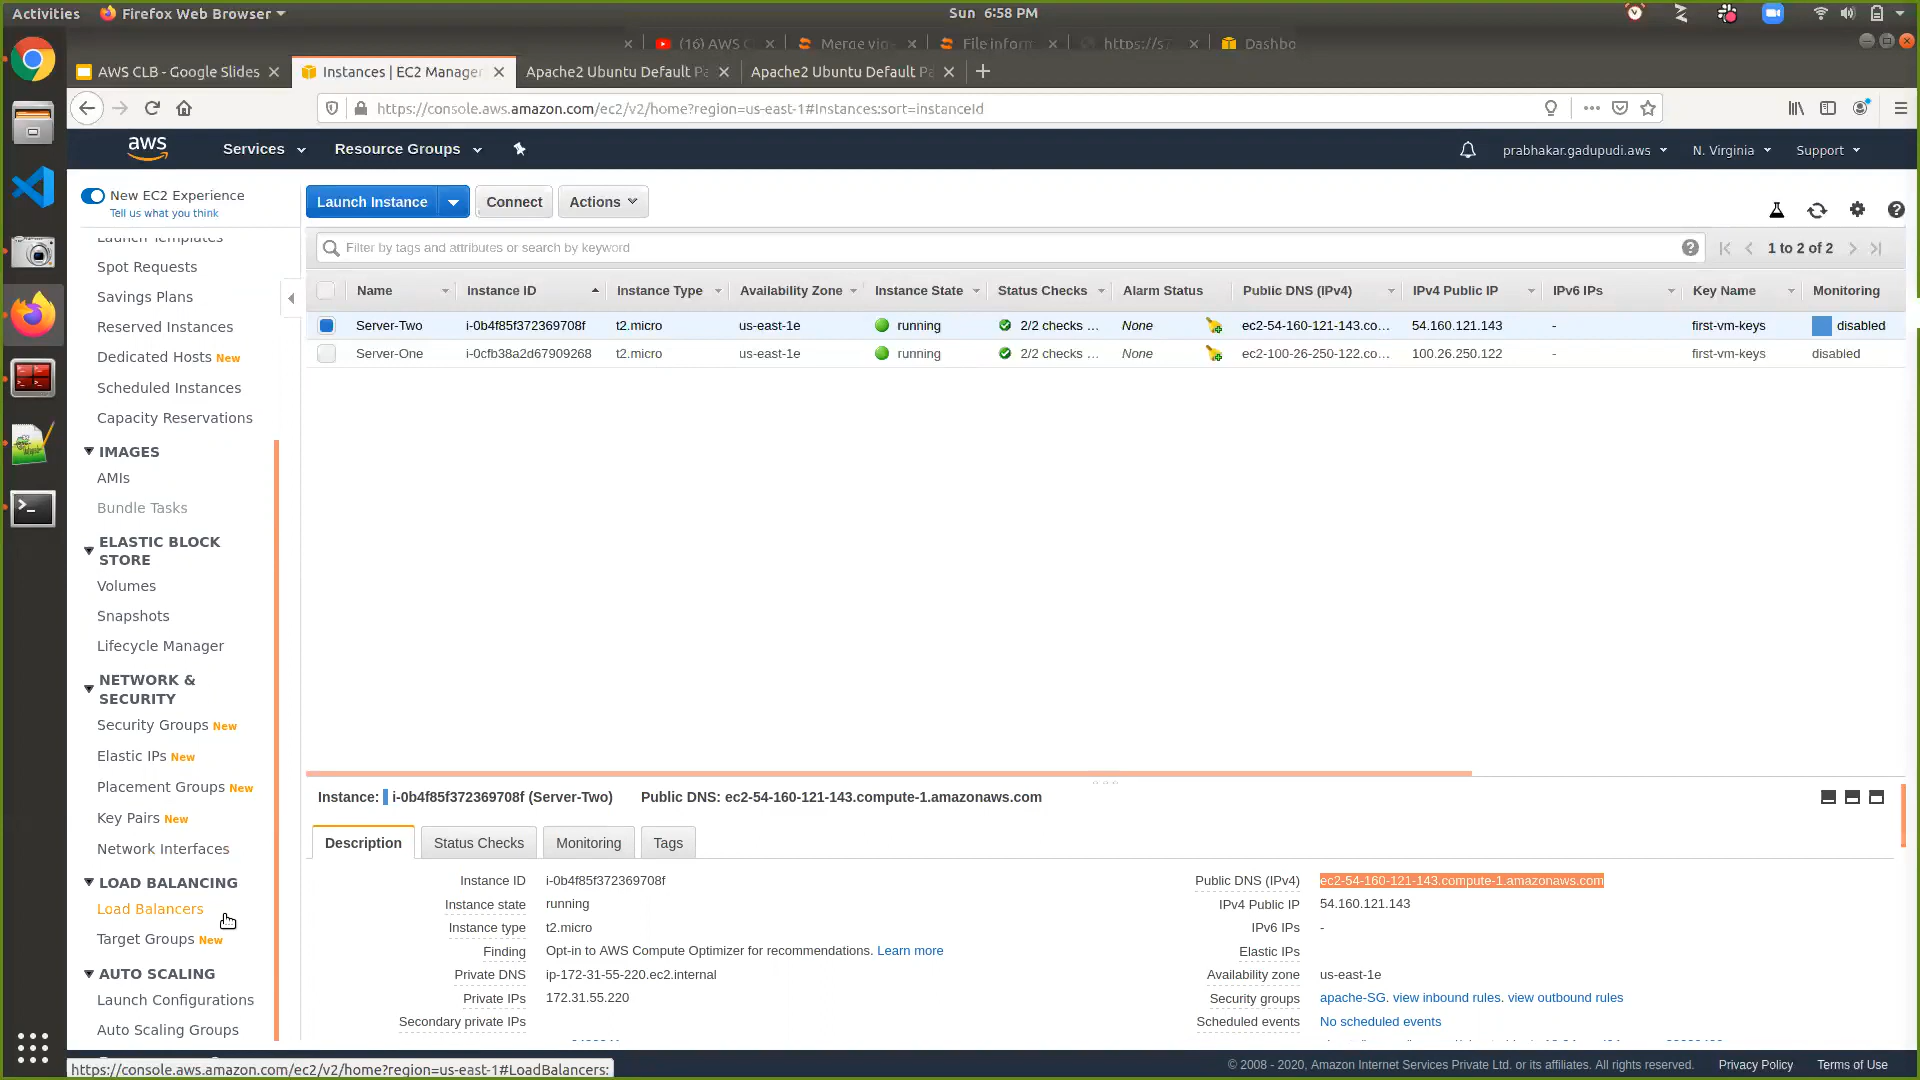 Activities
Firefox Web Browser
Sun 6:58 PM
(16) AWS C
Merge vi
File inform
https://s7
Dashbo
AWS CLB - Google Slides
Instances | EC2 Manager
Apache2 Ubuntu Default Pa
Apache2 Ubuntu Default Pa
https://console.aws.amazon.com/ec2/v2/home?region=us-east-1#Instances:sort=instanceId
aws
Services
Resource Groups
prabhakar.gadupudi.aws
N. Virginia
Support
New EC2 Experience
Tell us what you think
Launch Instance
Connect
Actions
Launch Templates
Spot Requests
Savings Plans
Reserved Instances
Dedicated Hosts New
Scheduled Instances
Capacity Reservations
IMAGES
AMIs
Bundle Tasks
ELASTIC BLOCK
STORE
Volumes
Snapshots
Lifecycle Manager
NETWORK &
SECURITY
Security Groups New
Elastic IPs New
Placement Groups New
Key Pairs New
Network Interfaces
LOAD BALANCING
Load Balancers
Target Groups New
AUTO SCALING
Launch Configurations
Auto Scaling Groups
Filter by tags and attributes or search by keyword
1 to 2 of 2
Name Instance ID Instance Type Availability Zone Instance State Status Checks Alarm Status Public DNS (IPv4) IPv4 Public IP IPv6 IPs Key Name Monitoring
Server-Two i-0b4f85f372369708f t2.micro us-east-1e running 2/2 checks ... None ec2-54-160-121-143.co... 54.160.121.143 - first-vm-keys disabled
Server-One i-0cfb38a2d67909268 t2.micro us-east-1e running 2/2 checks ... None ec2-100-26-250-122.co... 100.26.250.122 - first-vm-keys disabled
Instance: i-0b4f85f372369708f (Server-Two) Public DNS: ec2-54-160-121-143.compute-1.amazonaws.com
Description
Status Checks
Monitoring
Tags
Instance ID i-0b4f85f372369708f
Instance state running
Instance type t2.micro
Finding Opt-in to AWS Compute Optimizer for recommendations. Learn more
Private DNS ip-172-31-55-220.ec2.internal
Private IPs 172.31.55.220
Secondary private IPs
Public DNS (IPv4) ec2-54-160-121-143.compute-1.amazonaws.com
IPv4 Public IP 54.160.121.143
IPv6 IPs -
Elastic IPs
Availability zone us-east-1e
Security groups apache-SG. view inbound rules. view outbound rules
Scheduled events No scheduled events
https://console.aws.amazon.com/ec2/v2/home?region=us-east-1#LoadBalancers:
© 2008 - 2020, Amazon Internet Services Private Ltd. or its affiliates. All rights reserved.
Privacy Policy
Terms of Use